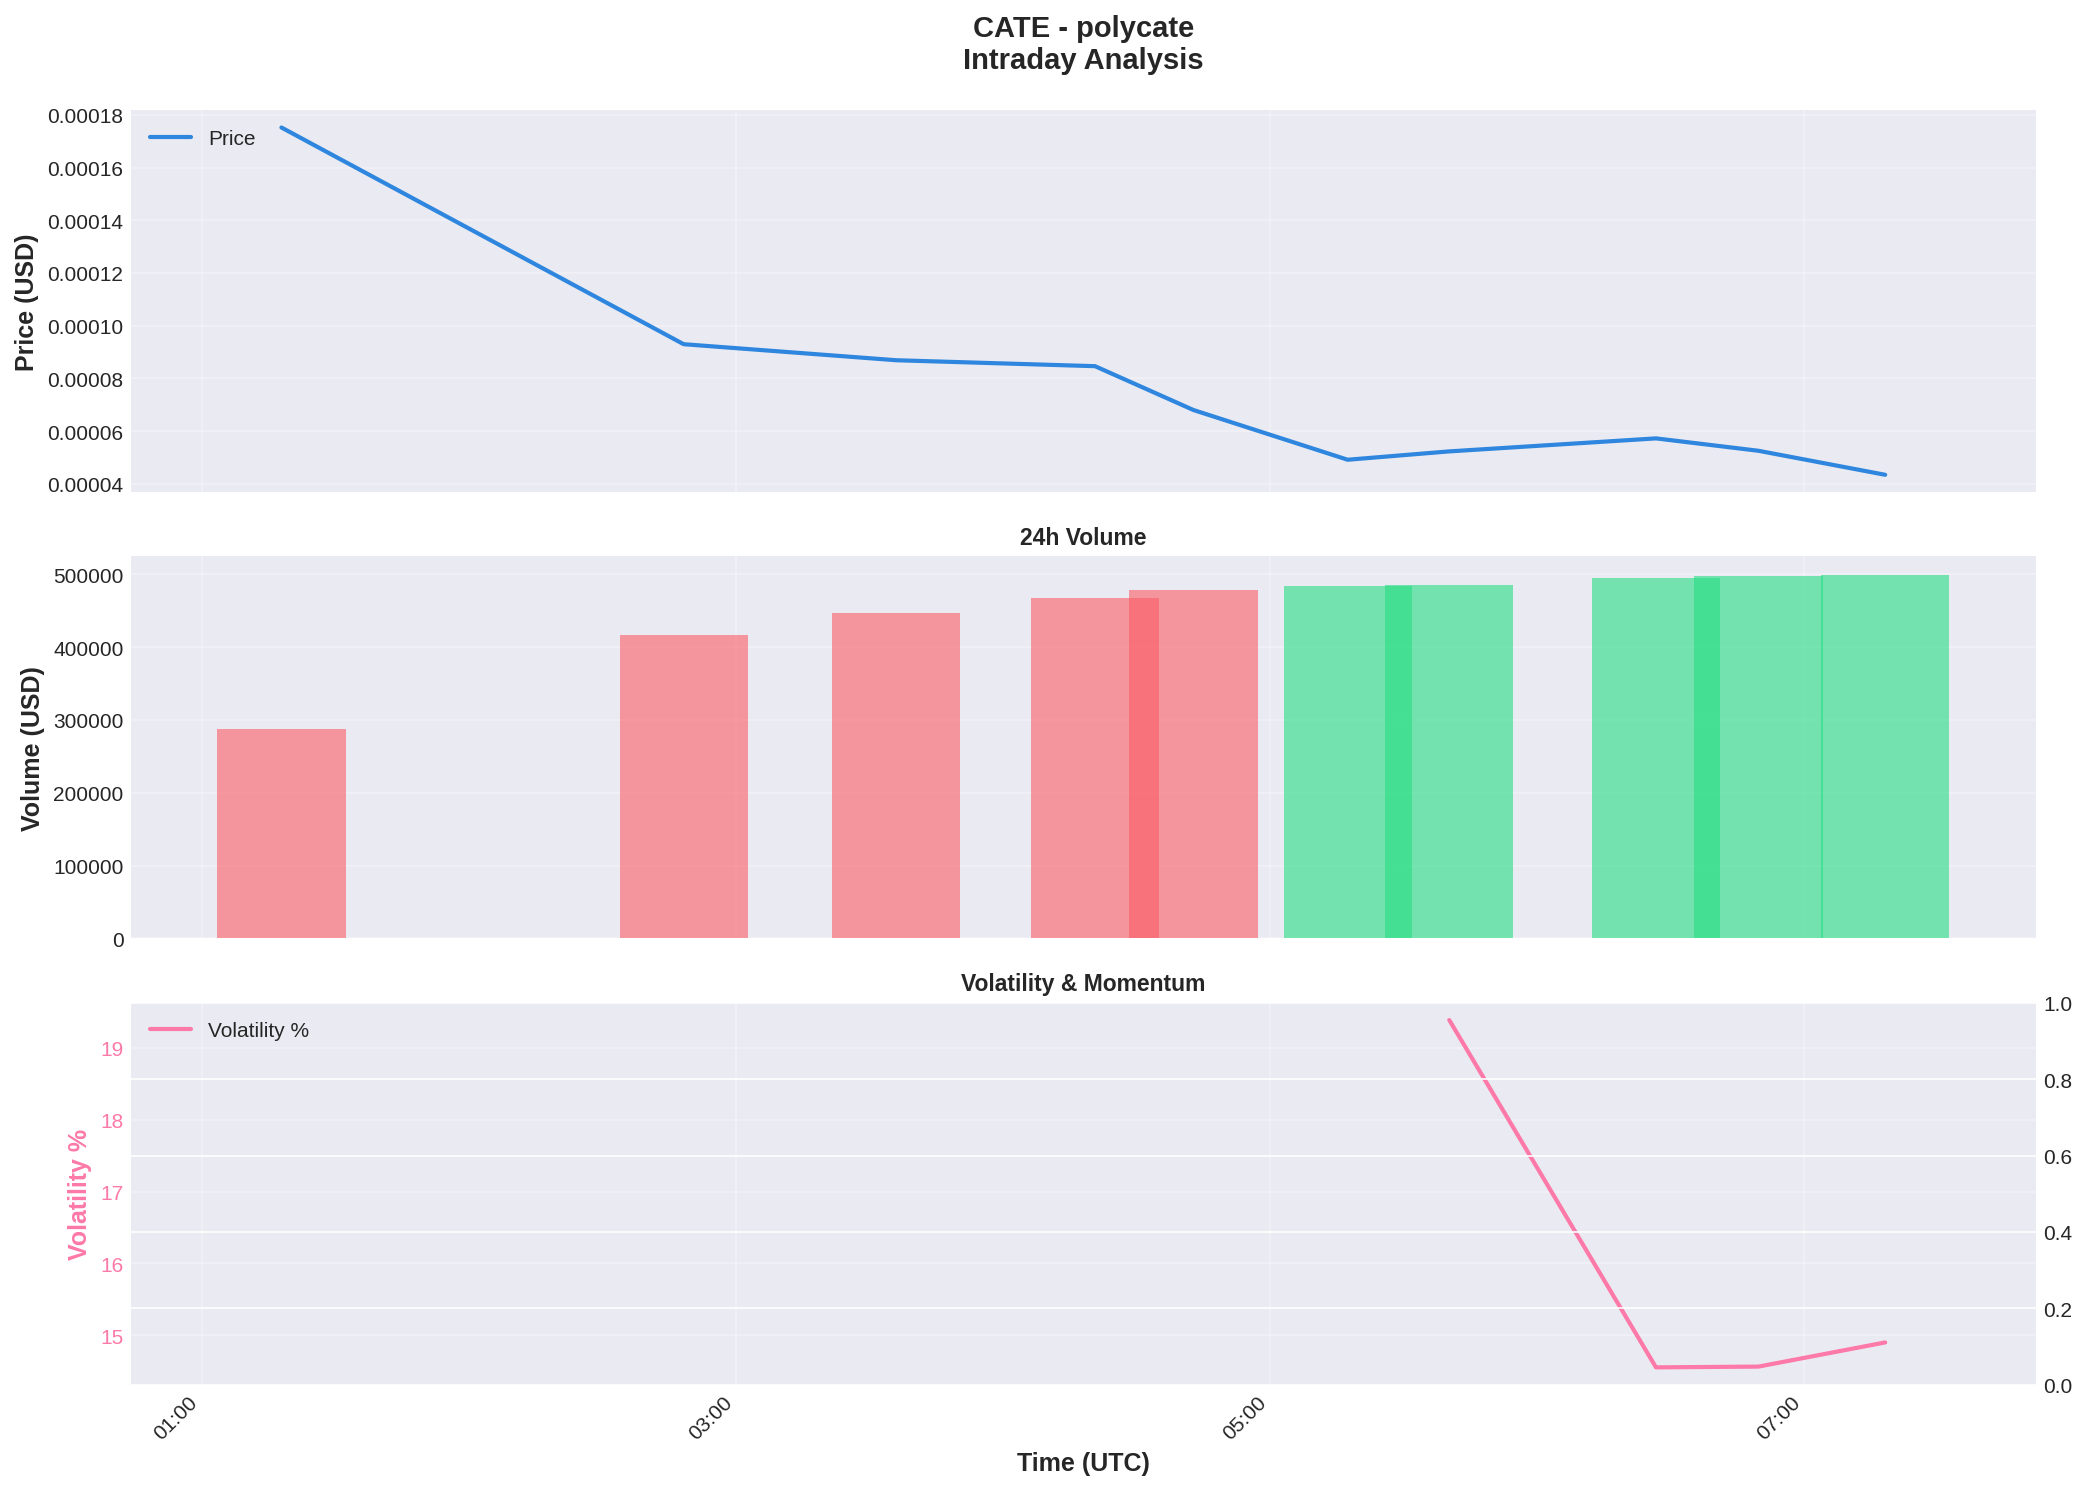 CATE - polycate
Intraday Analysis
Price (USD)
0.00018
0.00016
0.00014
0.00012
0.00010
0.00008
0.00006
0.00004
Price
24h Volume
Volume (USD)
500000
400000
300000
200000
100000
0
Volatility & Momentum
Volatility %
19
18
17
16
15
Volatility %
1.0
0.8
0.6
0.4
0.2
0.0
01:00
03:00
05:00
07:00
Time (UTC)